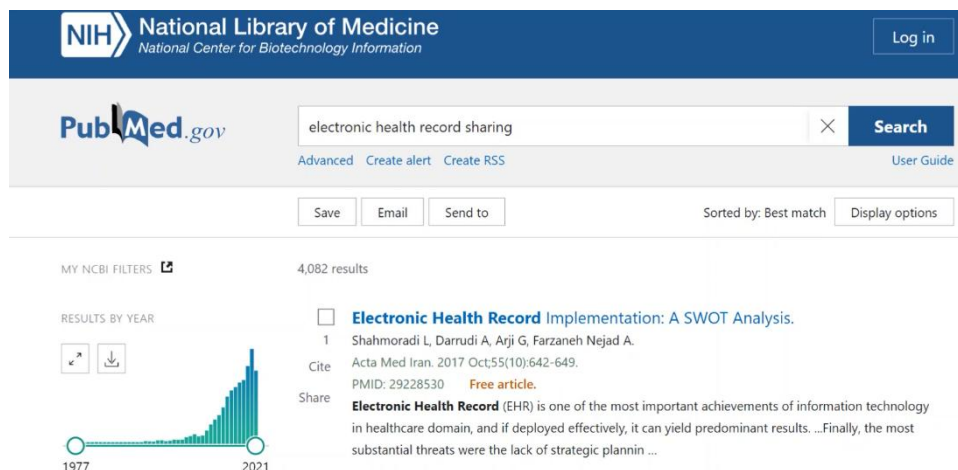 NIH National Library of Medicine
National Center for Biotechnology Information
Log in
PubMed.gov
electronic health record sharing
Search
Advanced Create alert Create RSS
User Guide
Save Email Send to
Sorted by: Best match Display options
MY NCBI FILTERS
4,082 results
RESULTS BY YEAR
1977 2021
1
Cite
Share
Electronic Health Record Implementation: A SWOT Analysis.
Shahmoradi L, Darrudi A, Arji G, Farzaneh Nejad A.
Acta Med Iran. 2017 Oct;55(10):642-649.
PMID: 29228530 Free article.
Electronic Health Record (EHR) is one of the most important achievements of information technology
in healthcare domain, and if deployed effectively, it can yield predominant results. ...Finally, the most
substantial threats were the lack of strategic plannin ...